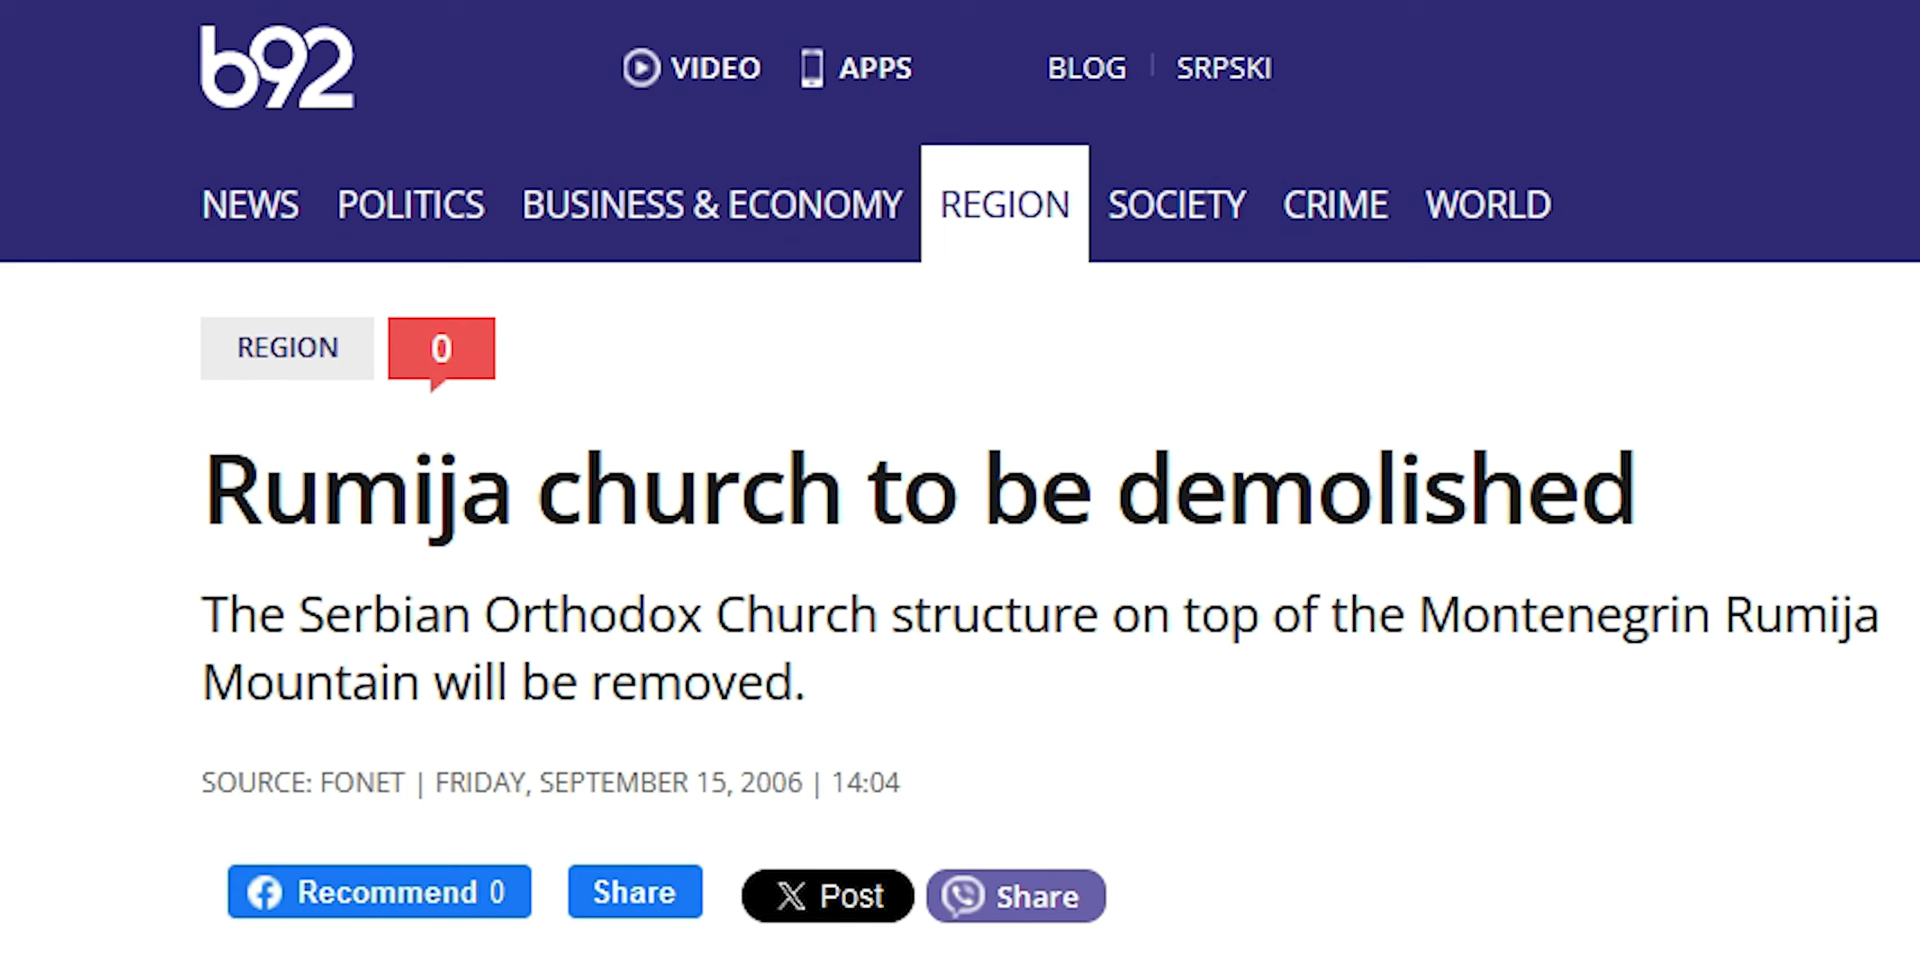 b92
VIDEO APPS BLOG SRPSKI
NEWS POLITICS BUSINESS & ECONOMY REGION SOCIETY CRIME WORLD
REGION 0
Rumija church to be demolished
The Serbian Orthodox Church structure on top of the Montenegrin Rumija
Mountain will be removed.
SOURCE: FONET | FRIDAY, SEPTEMBER 15, 2006 | 14:04
Recommend 0 Share X Post Share